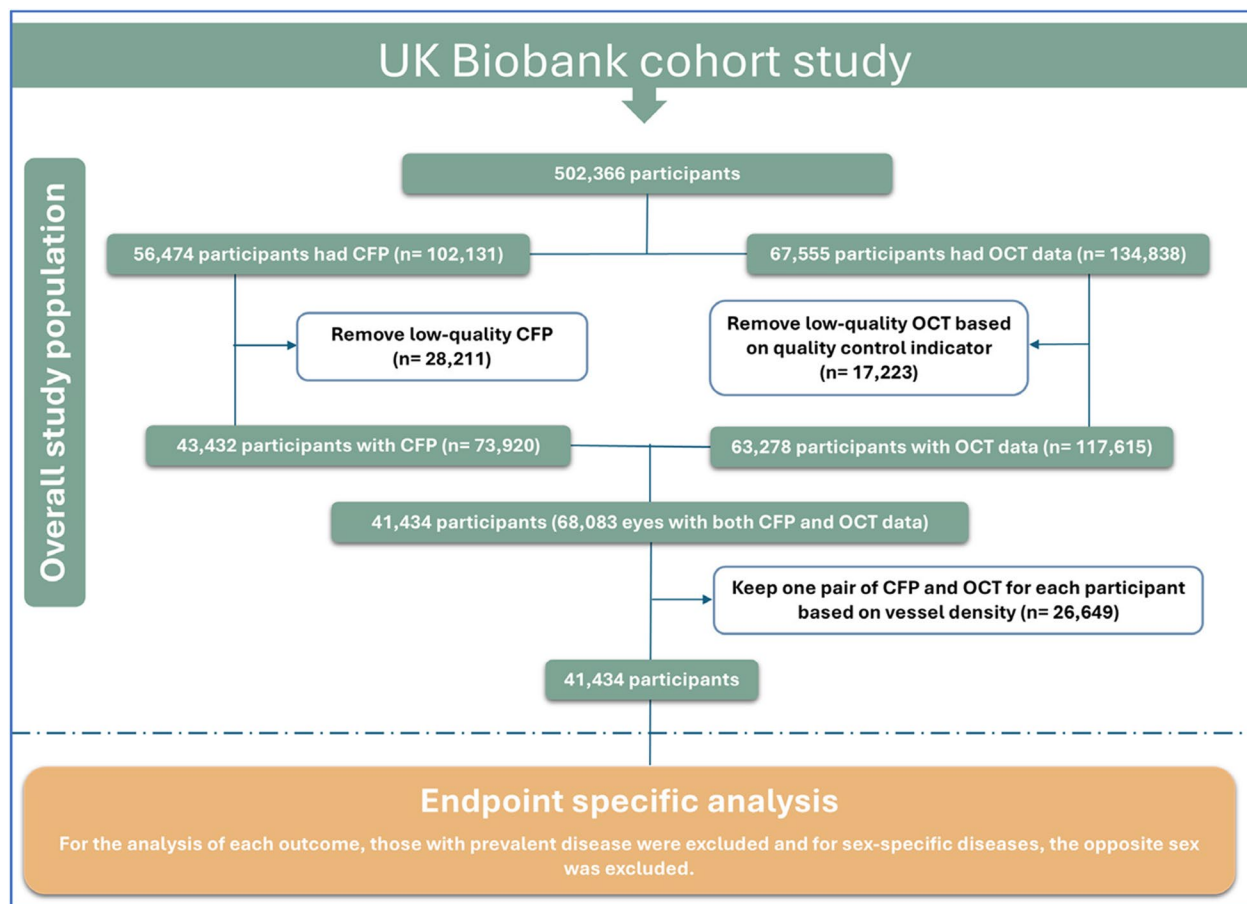 UK Biobank cohort study
Overall study population
502,366 participants
56,474 participants had CFP (n= 102,131)
67,555 participants had OCT data (n= 134,838)
Remove low-quality CFP
(n= 28,211)
Remove low-quality OCT based
on quality control indicator
(n= 17,223)
43,432 participants with CFP (n= 73,920)
63,278 participants with OCT data (n= 117,615)
41,434 participants (68,083 eyes with both CFP and OCT data)
Keep one pair of CFP and OCT for each participant
based on vessel density (n= 26,649)
41,434 participants
Endpoint specific analysis
For the analysis of each outcome, those with prevalent disease were excluded and for sex-specific diseases, the opposite sex
was excluded.